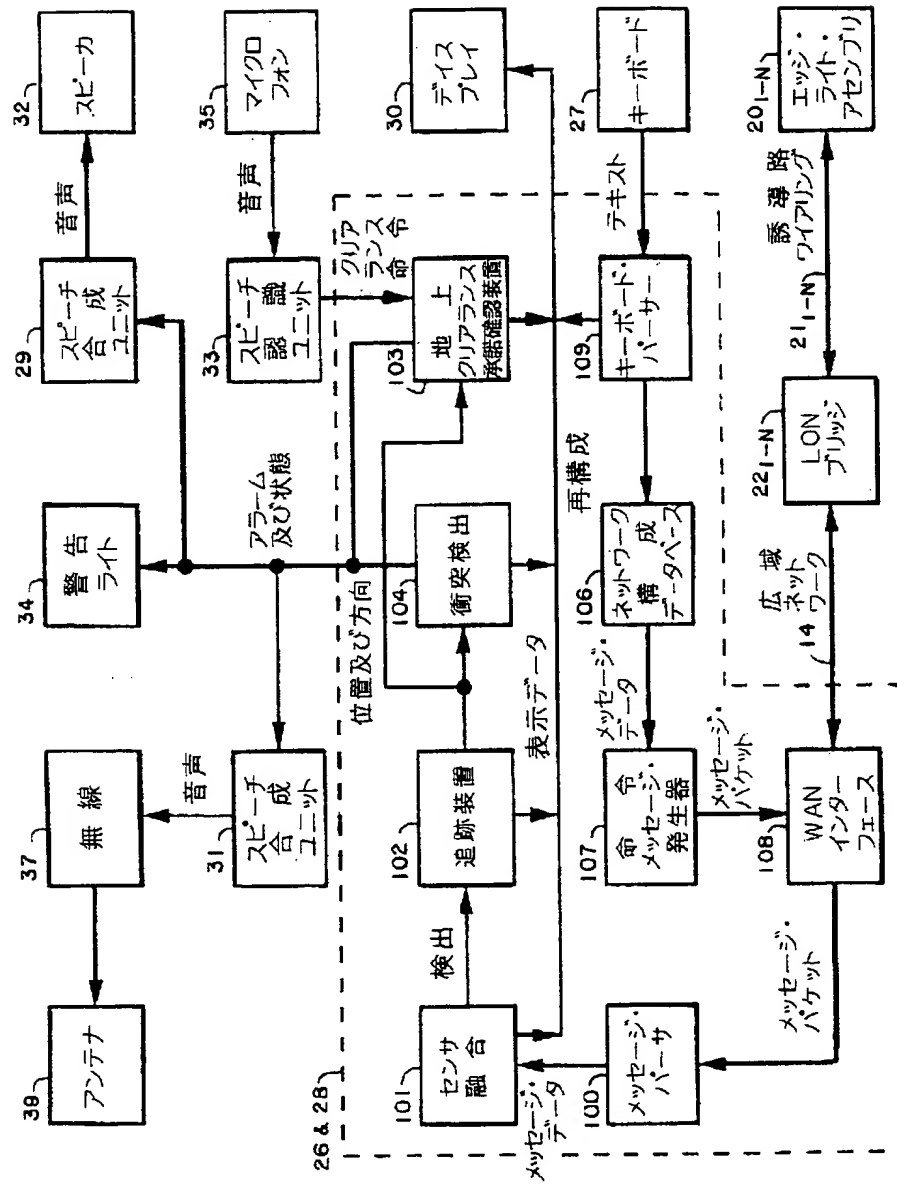 39
アンテナ
37
無線
34
警告
ライト
29
スピーチ
合成
ユニット
音声
32
スピーカ
音声
31
スピーチ
合成
ユニット
アラーム
及び状態
33
スピーチ
認識
ユニット
音声
35
マイクロ
フォン
26 & 28
位置及び方向
クリア
ランス命令
101
センサ
融合
検出
102
追跡装置
104
衝突検出
103
地上
クリアランス
承諾確認装置
30
ディス
プレイ
表示データ
メッセージ・
データ
100
メッセージ・
パーサ
107
命令
メッセージ・
発生器
メッセージ・
データ
106
ネットワーク
構成
データベース
再構成
109
キーボード・
パーサー
テキスト
27
キーボード
メッセージ・
パケット
メッセージ・
パケット
108
WAN
インター
フェース
14
広域
ネット
ワーク
22 1-N
LON
ブリッジ
21 1-N
誘導路
ワイアリング
20 1-N
エッジ・
ライト・
アセンブリ